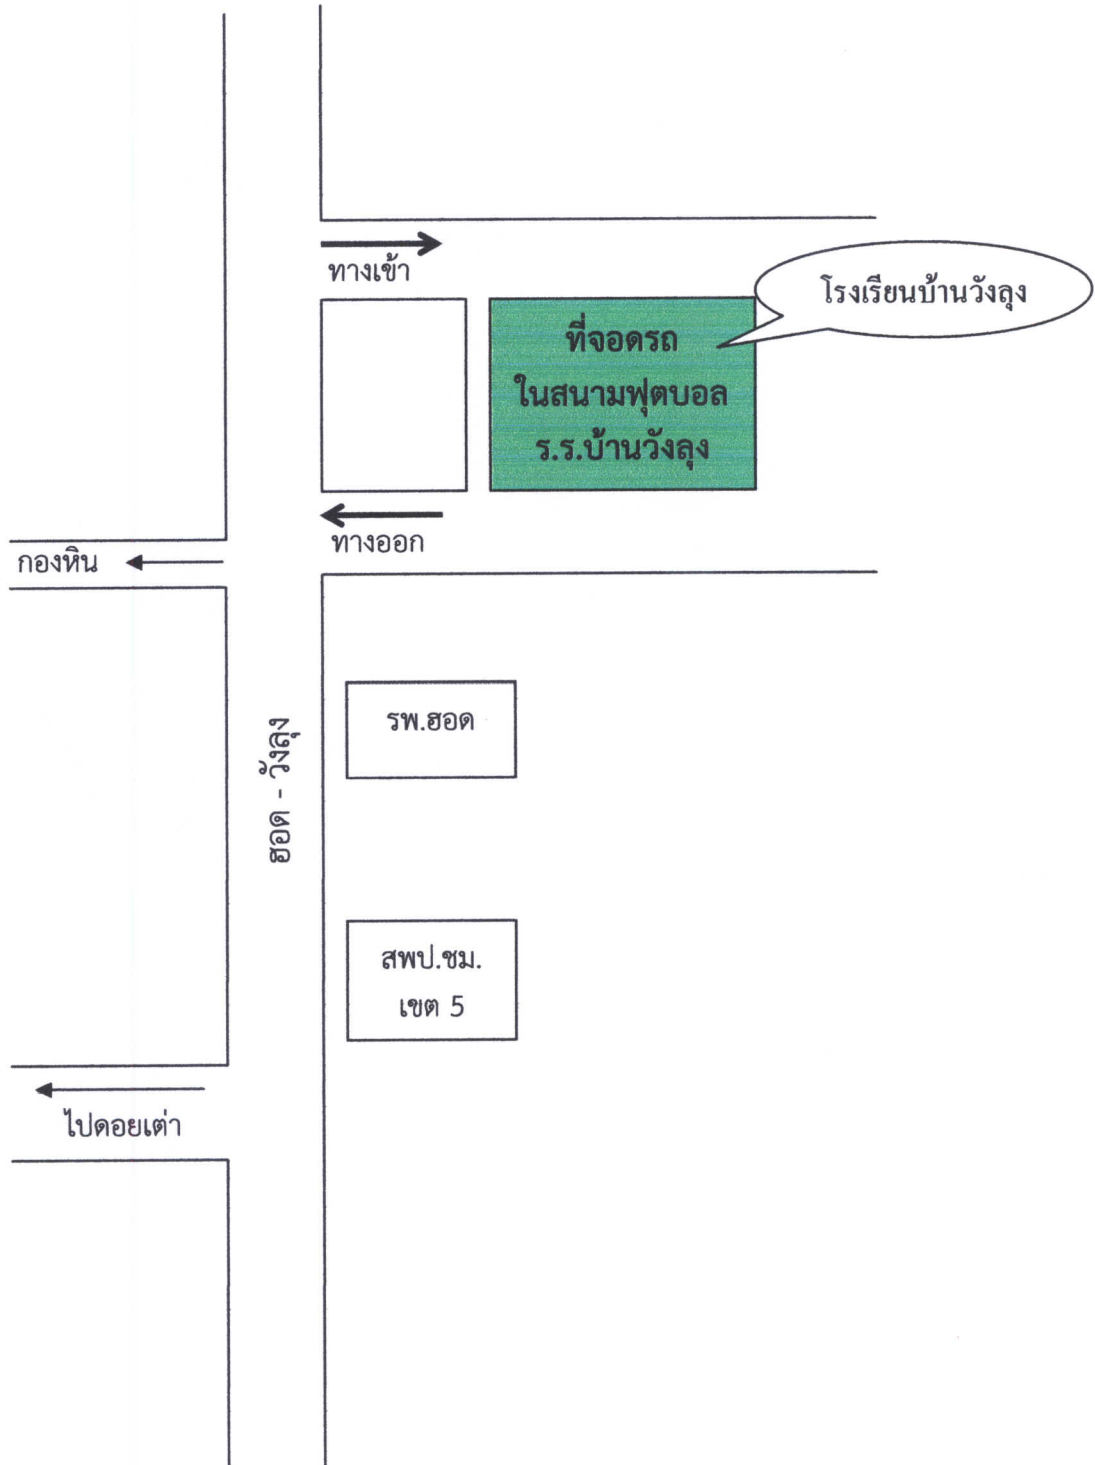 ทางเข้า
โรงเรียนบ้านวังลุง
ที่จอดรถ
ในสนามฟุตบอล
ร.ร.บ้านวังลุง
ทางออก
กองหิน
รพ.ฮอด
ฮอด - วังลุง
สพป.ชม.
เขต 5
ไปดอยเต่า